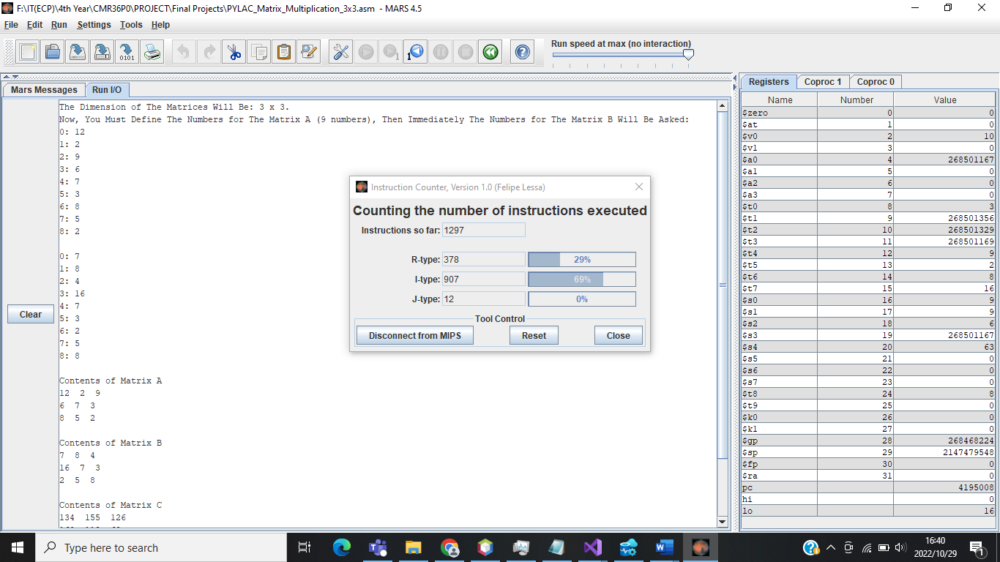 F:\IT(ECP)\4th Year\CMR36P0\PROJECT\Final Projects\PYLAC_Matrix_Multiplication_3x3.asm - MARS 4.5
File Edit Run Settings Tools Help
Run speed at max (no interaction)
Mars Messages Run I/O
The Dimension of The Matrices Will Be: 3 x 3.
Now, You Must Define The Numbers for The Matrix A (9 numbers), Then Immediately The Numbers for The Matrix B Will Be Asked:
0: 12
1: 2
2: 9
3: 6
4: 7
5: 3
6: 8
7: 5
8: 2
0: 7
1: 8
2: 4
3: 16
4: 7
5: 3
6: 2
7: 5
8: 8
Contents of Matrix A
12 2 9
6 7 3
8 5 2
Contents of Matrix B
7 8 4
16 7 3
2 5 8
Contents of Matrix C
134 155 126
Clear
Instruction Counter, Version 1.0 (Felipe Lessa)
Counting the number of instructions executed
Instructions so far: 1297
R-type: 378 29%
I-type: 907 69%
J-type: 12 0%
Tool Control
Disconnect from MIPS Reset Close
Registers Coproc 1 Coproc 0
Name Number Value
$zero 0 0
$at 1 0
$v0 2 10
$v1 3 0
$a0 4 268501167
$a1 5 0
$a2 6 0
$a3 7 0
$t0 8 3
$t1 9 268501356
$t2 10 268501329
$t3 11 268501169
$t4 12 9
$t5 13 2
$t6 14 8
$t7 15 16
$s0 16 9
$s1 17 9
$s2 18 6
$s3 19 268501167
$s4 20 63
$s5 21 0
$s6 22 0
$s7 23 0
$t8 24 8
$t9 25 0
$k0 26 0
$k1 27 0
$gp 28 268468224
$sp 29 2147479548
$fp 30 0
$ra 31 0
pc 4195008
hi 0
lo 16
Type here to search
16:40
2022/10/29
1